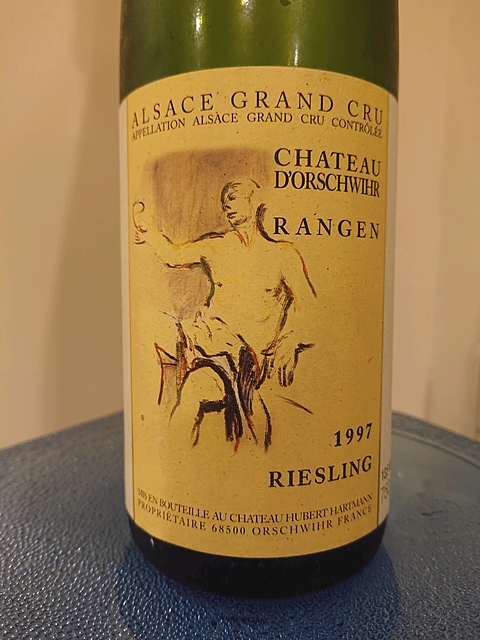 ALSACE GRAND CRU
APPELLATION ALSACE GRAND CRU CONTRÔLÉE
CHATEAU
D'ORSCHWIHR
RANGEN
1997
RIESLING
MIS EN BOUTEILLE AU CHATEAU HUBERT HARTMANN
PROPRIÉTAIRE 68500 ORSCHWIHR FRANCE